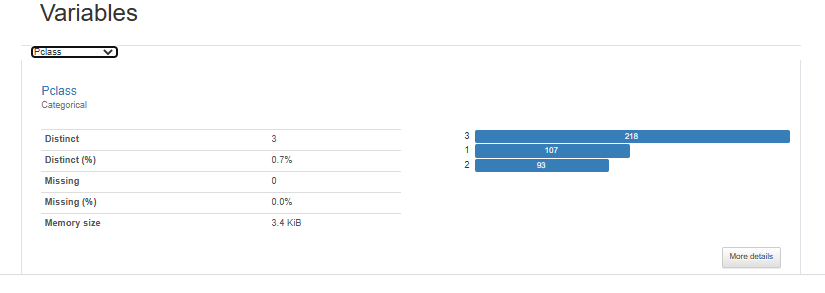 Variables
Pclass
Pclass
Categorical
Distinct 3
Distinct (%) 0.7%
Missing 0
Missing (%) 0.0%
Memory size 3.4 KiB
3 218
1 107
2 93
More details